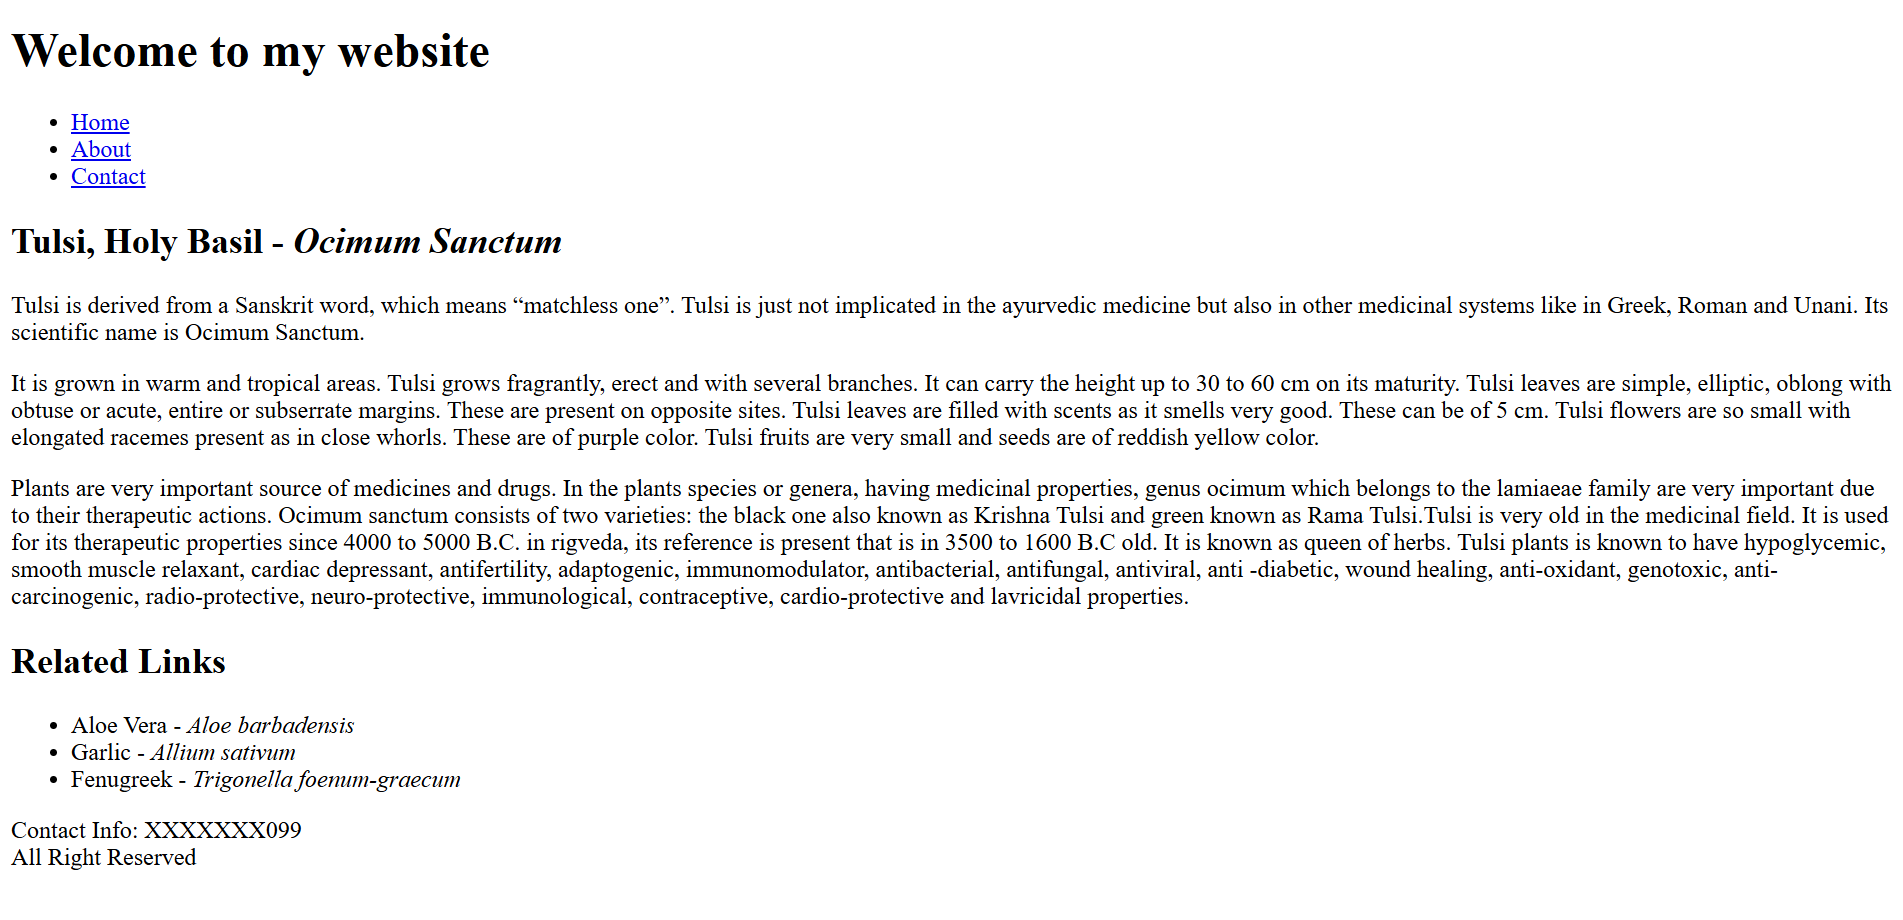 Welcome to my website
Home
About
Contact
Tulsi, Holy Basil - Ocimum Sanctum
Tulsi is derived from a Sanskrit word, which means “matchless one”. Tulsi is just not implicated in the ayurvedic medicine but also in other medicinal systems like in Greek, Roman and Unani. Its
scientific name is Ocimum Sanctum.
It is grown in warm and tropical areas. Tulsi grows fragrantly, erect and with several branches. It can carry the height up to 30 to 60 cm on its maturity. Tulsi leaves are simple, elliptic, oblong with
obtuse or acute, entire or subserrate margins. These are present on opposite sites. Tulsi leaves are filled with scents as it smells very good. These can be of 5 cm. Tulsi flowers are so small with
elongated racemes present as in close whorls. These are of purple color. Tulsi fruits are very small and seeds are of reddish yellow color.
Plants are very important source of medicines and drugs. In the plants species or genera, having medicinal properties, genus ocimum which belongs to the lamiaeae family are very important due
to their therapeutic actions. Ocimum sanctum consists of two varieties: the black one also known as Krishna Tulsi and green known as Rama Tulsi.Tulsi is very old in the medicinal field. It is used
for its therapeutic properties since 4000 to 5000 B.C. in rigveda, its reference is present that is in 3500 to 1600 B.C old. It is known as queen of herbs. Tulsi plants is known to have hypoglycemic,
smooth muscle relaxant, cardiac depressant, antifertility, adaptogenic, immunomodulator, antibacterial, antifungal, antiviral, anti -diabetic, wound healing, anti-oxidant, genotoxic, anti-
carcinogenic, radio-protective, neuro-protective, immunological, contraceptive, cardio-protective and lavricidal properties.
Related Links
Aloe Vera - Aloe barbadensis
Garlic - Allium sativum
Fenugreek - Trigonella foenum-graecum
Contact Info: XXXXXXX099
All Right Reserved